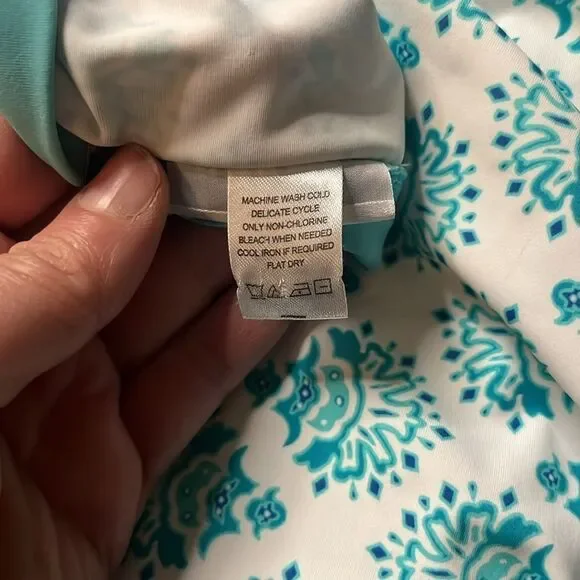 MACHINE WASH COLD
DELICATE CYCLE
ONLY NON-CHLORINE
BLEACH WHEN NEEDED
COOL IRON IF REQUIRED
FLAT DRY